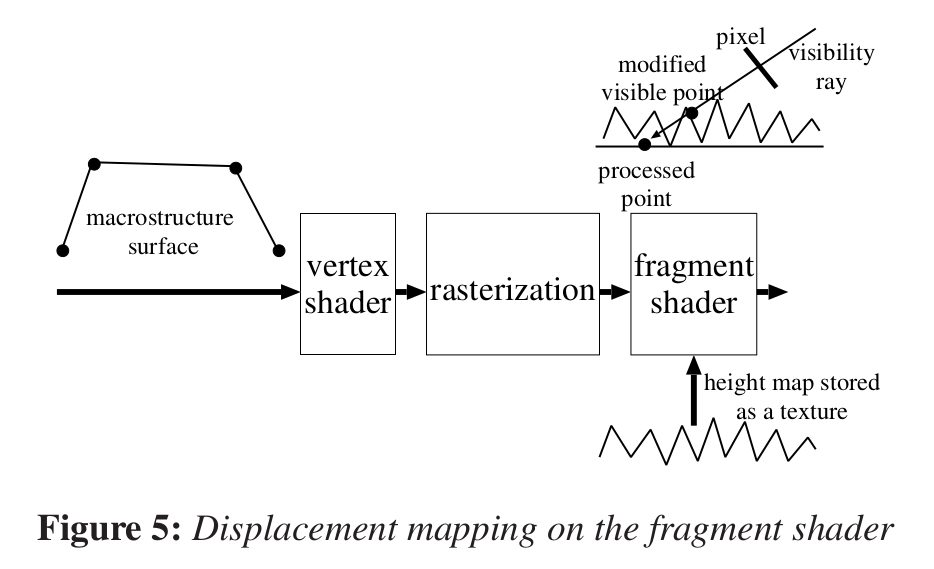 pixel
visibility
ray
modified
visible point
processed
point
macrostructure
surface
vertex
shader
rasterization
fragment
shader
height map stored
as a texture
Figure 5: Displacement mapping on the fragment shader